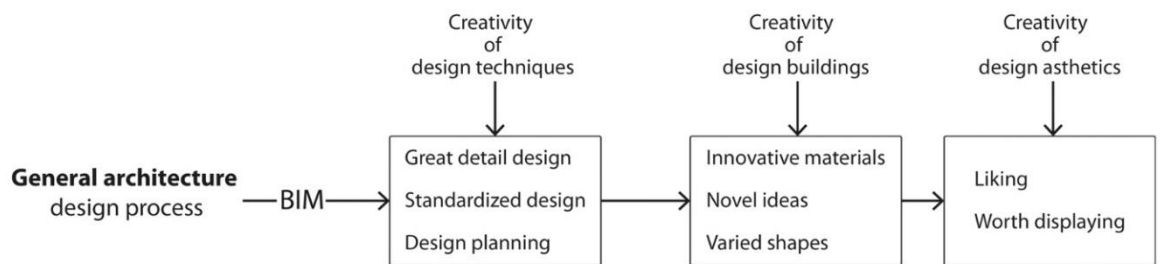 Creativity
of
design techniques
Creativity
of
design buildings
Creativity
of
design asthetics
General architecture
design process
BIM
Great detail design
Standardized design
Design planning
Innovative materials
Novel ideas
Varied shapes
Liking
Worth displaying